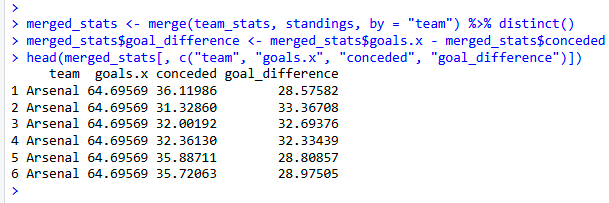 >
> merged_stats <- merge(team_stats, standings, by = "team") %>% distinct()
> merged_stats$goal_difference <- merged_stats$goals.x - merged_stats$conceded
> head(merged_stats[, c("team", "goals.x", "conceded", "goal_difference")])
team goals.x conceded goal_difference
1 Arsenal 64.69569 36.11986 28.57582
2 Arsenal 64.69569 31.32860 33.36708
3 Arsenal 64.69569 32.00192 32.69376
4 Arsenal 64.69569 32.36130 32.33439
5 Arsenal 64.69569 35.88711 28.80857
6 Arsenal 64.69569 35.72063 28.97505
>